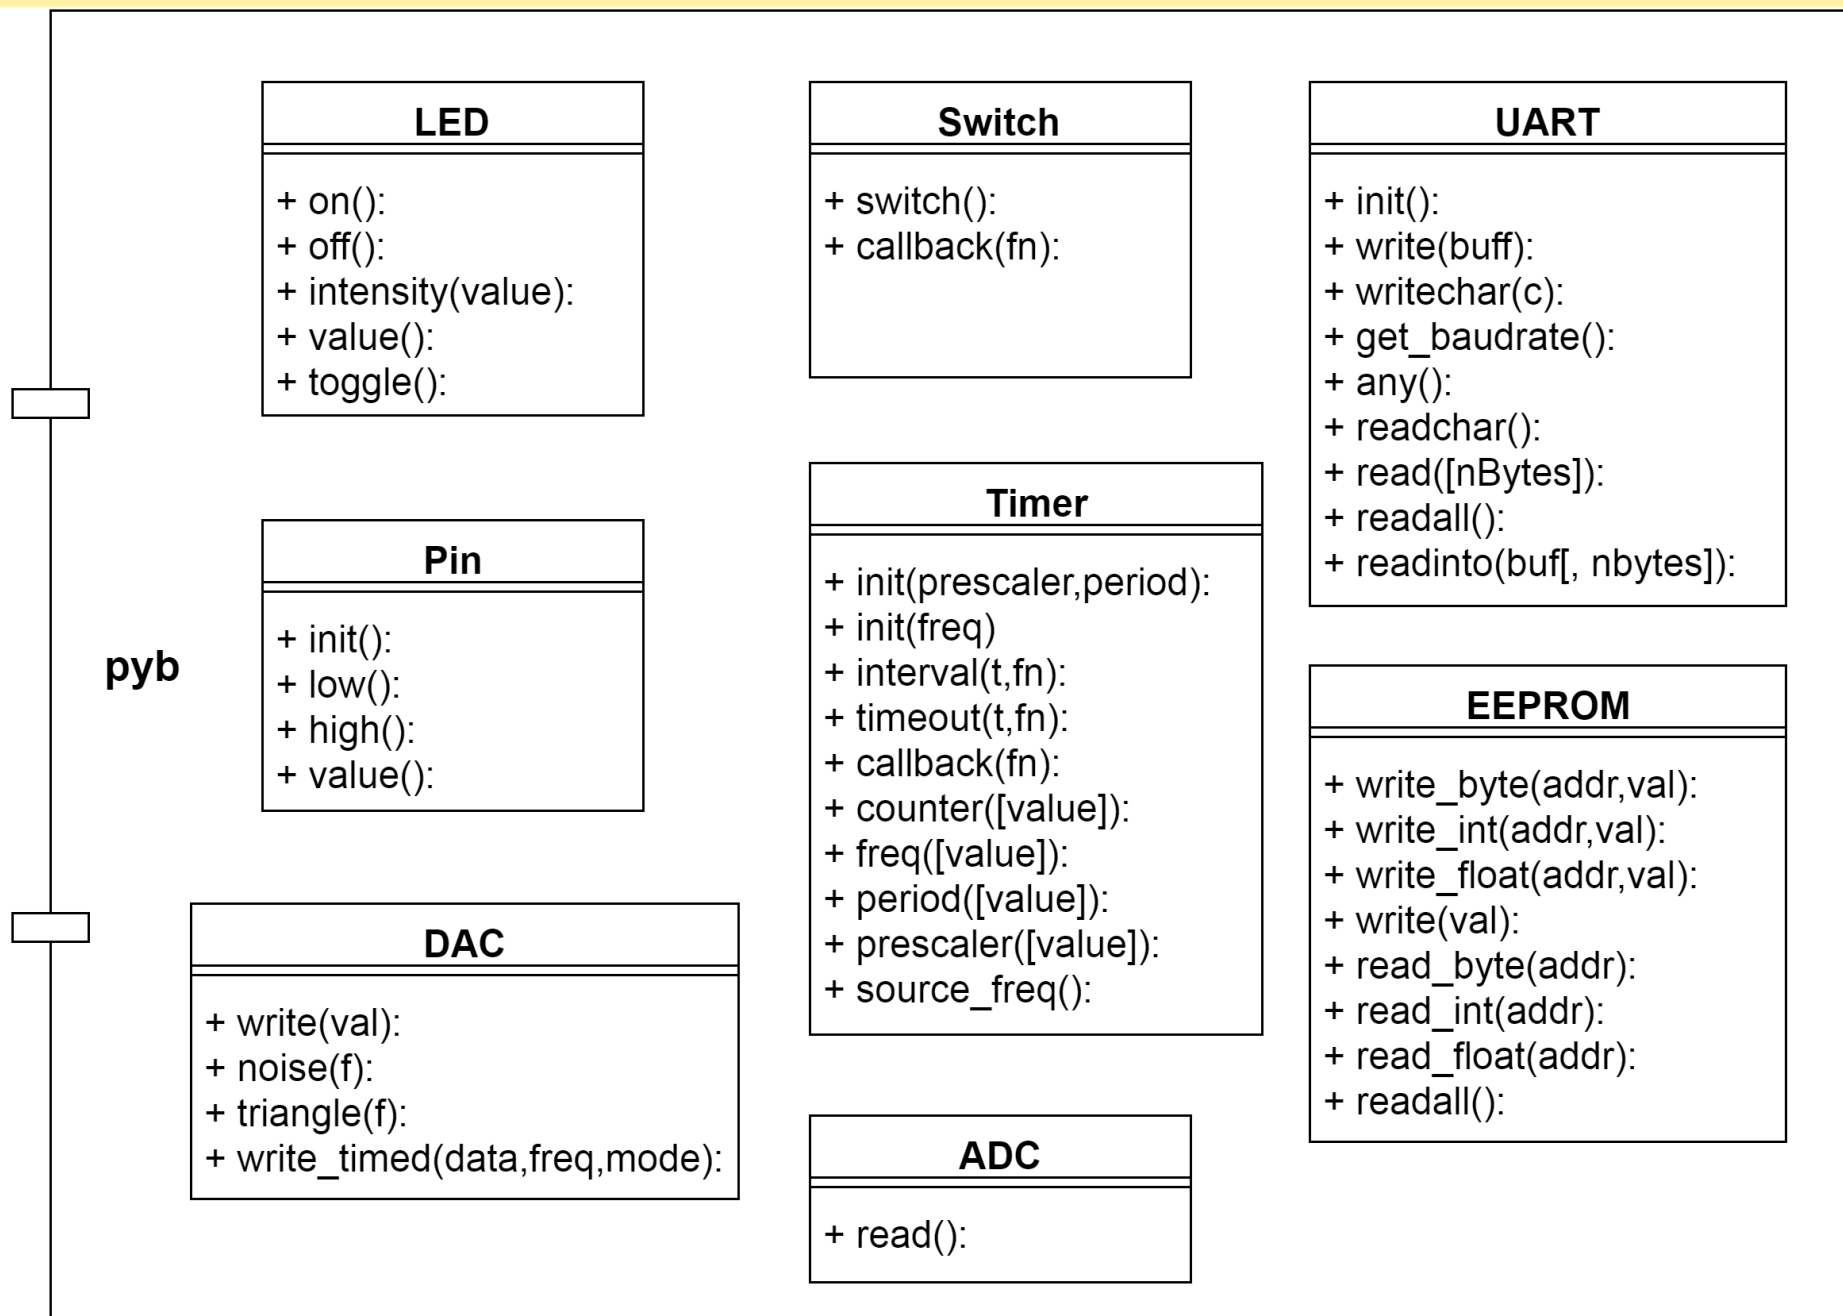 LED
+ on():
+ off():
+ intensity(value):
+ value():
+ toggle():
Switch
+ switch():
+ callback(fn):
UART
+ init():
+ write(buff):
+ writechar(c):
+ get_baudrate():
+ any():
+ readchar():
+ read([nBytes]):
+ readall():
+ readinto(buf[, nbytes]):
pyb
Pin
+ init():
+ low():
+ high():
+ value():
Timer
+ init(prescaler,period):
+ init(freq)
+ interval(t,fn):
+ timeout(t,fn):
+ callback(fn):
+ counter([value]):
+ freq([value]):
+ period([value]):
+ prescaler([value]):
+ source_freq():
EEPROM
+ write_byte(addr,val):
+ write_int(addr,val):
+ write_float(addr,val):
+ write(val):
+ read_byte(addr):
+ read_int(addr):
+ read_float(addr):
+ readall():
DAC
+ write(val):
+ noise(f):
+ triangle(f):
+ write_timed(data,freq,mode):
ADC
+ read():